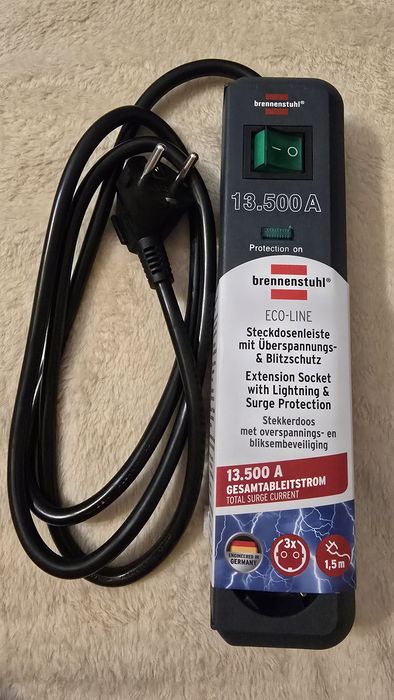 brennenstuhl®
13.500 A
Protection on
brennenstuhl®
ECO-LINE
Steckdosenleiste
mit Überspannungs-
& Blitzschutz
Extension Socket
with Lightning &
Surge Protection
Stekkerdoos
met overspannings- en
bliksembeveiliging
13.500 A
GESAMTABLEITSTROM
TOTAL SURGE CURRENT
ENGINEERED IN
GERMANY
3x
1,5 m